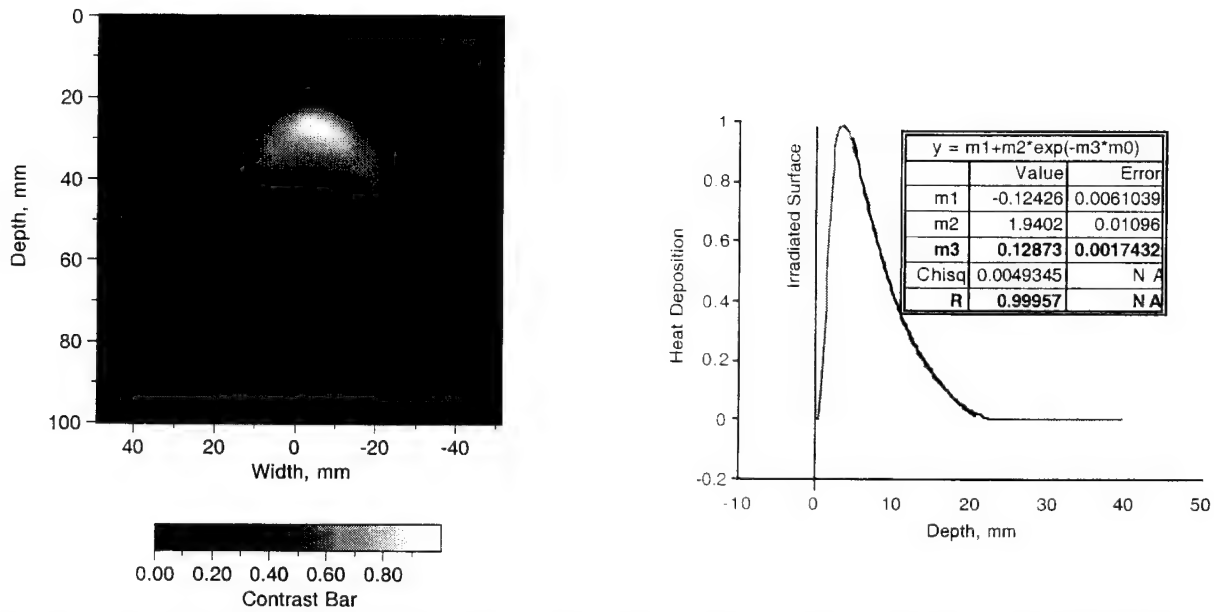 0
20
40
60
80
100
Depth, mm
40 20 0 -20 -40
Width, mm
0.00 0.20 0.40 0.60 0.80
Contrast Bar
1
0.8
0.6
0.4
0.2
0
-0.2
Heat Deposition
Irradiated Surface
y = m1+m2*exp(-m3*m0)
Value Error
m1 -0.12426 0.0061039
m2 1.9402 0.01096
m3 0.12873 0.0017432
Chisq 0.0049345 N A
R 0.99957 N A
-10 0 10 20 30 40 50
Depth, mm